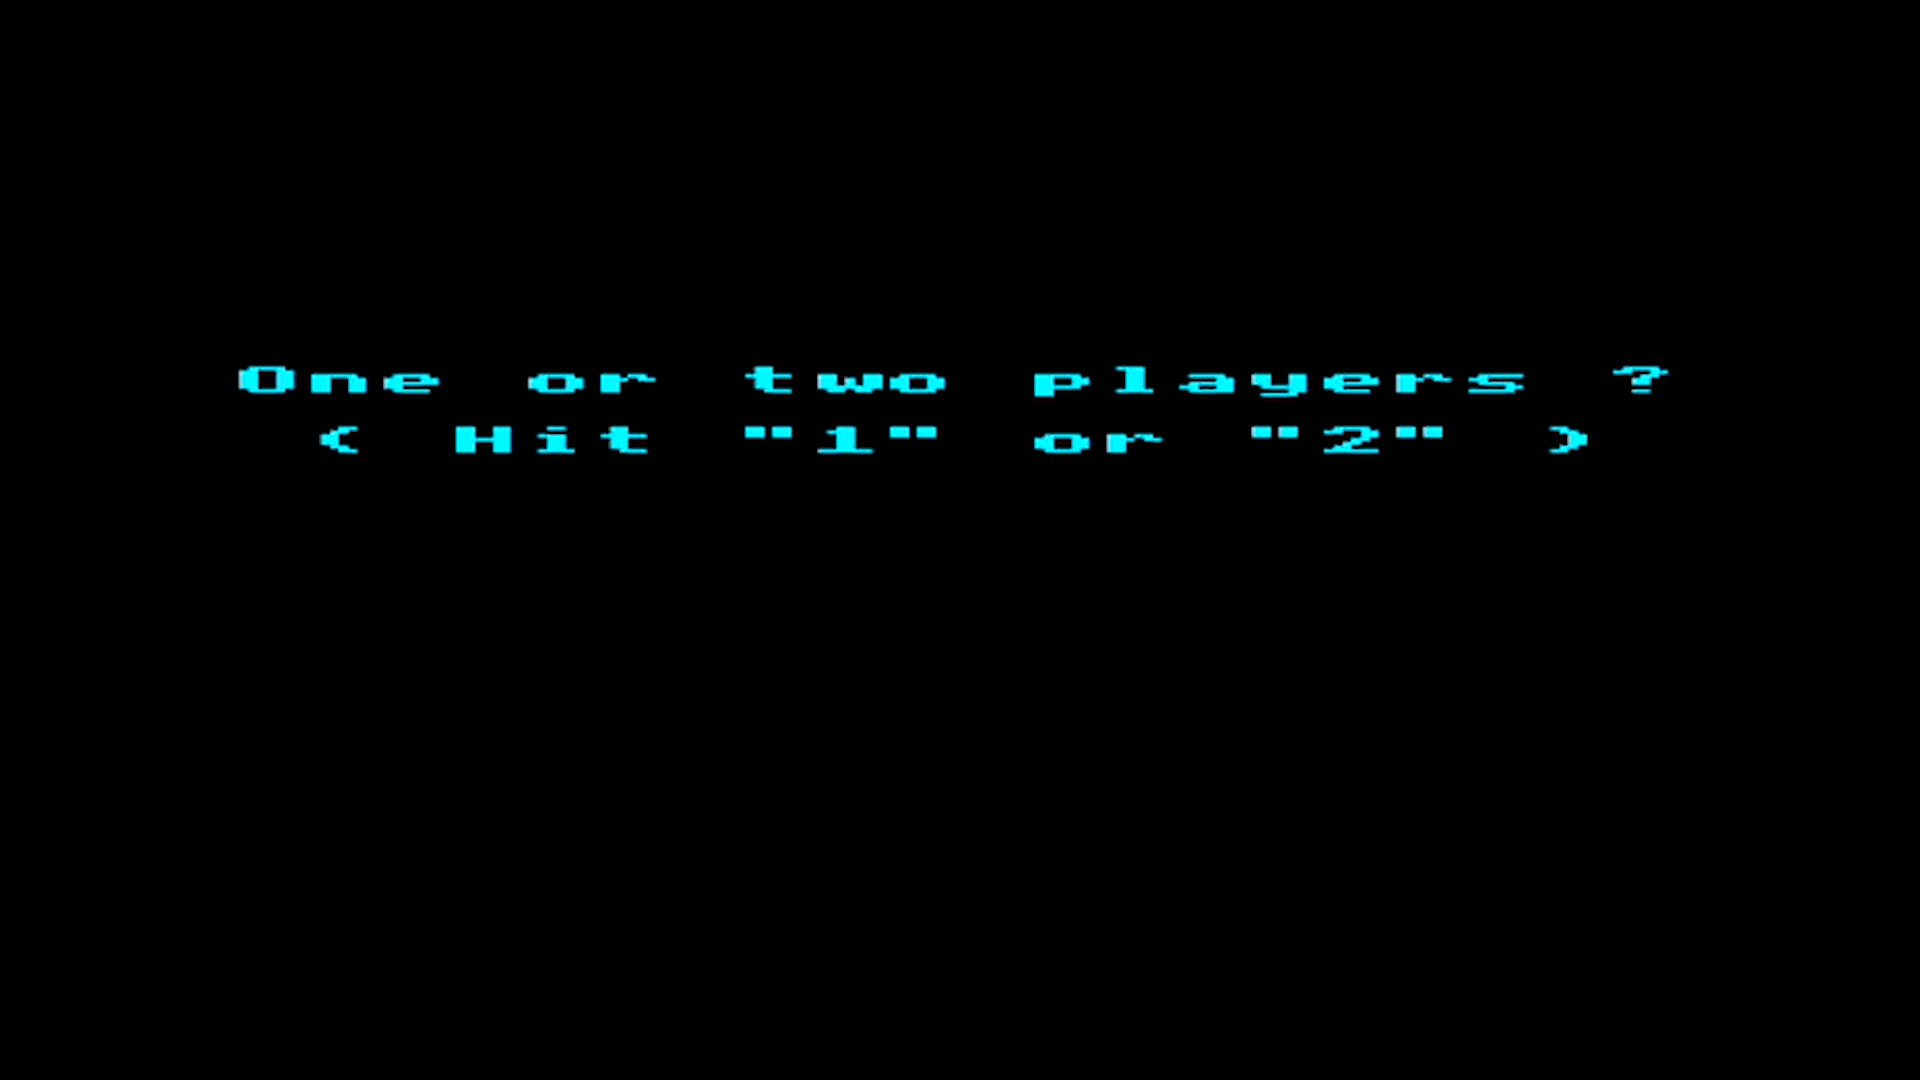 One or two players ?
( Hit "1" or "2" )